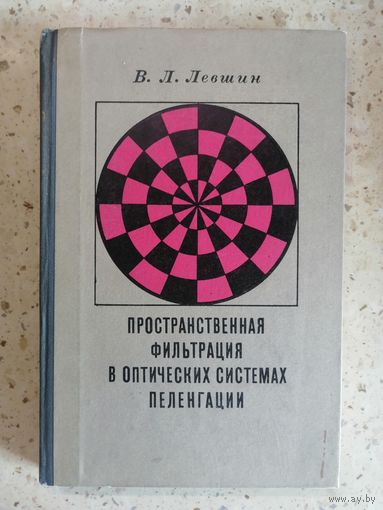 В. Л. Левшин
ПРОСТРАНСТВЕННАЯ
ФИЛЬТРАЦИЯ
В ОПТИЧЕСКИХ СИСТЕМАХ
ПЕЛЕНГАЦИИ
www.ay.by